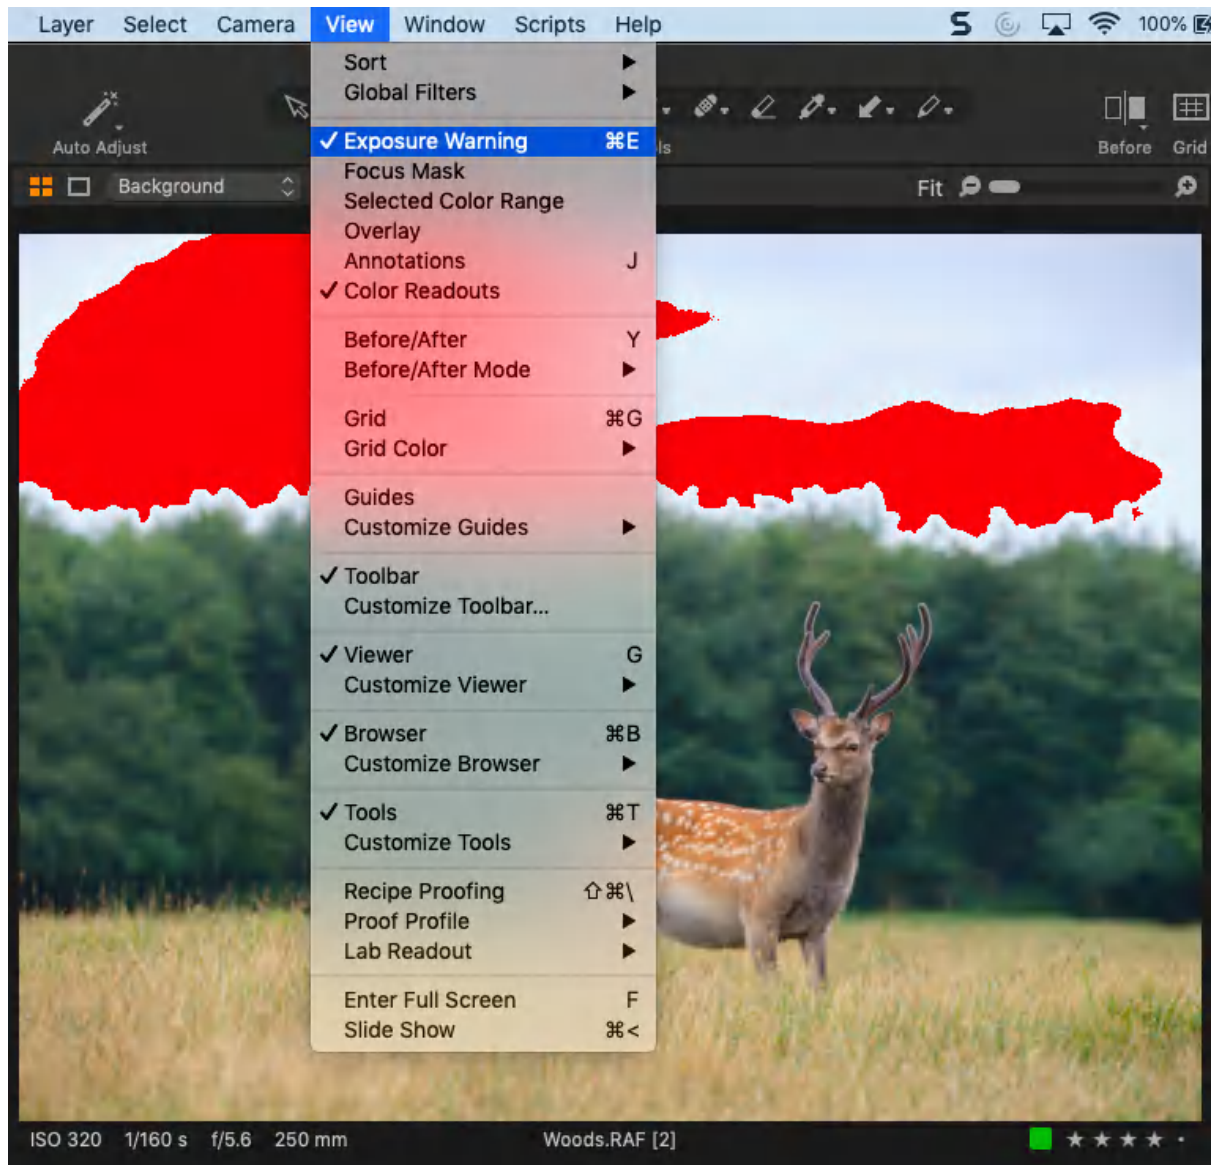 Layer Select Camera View Window Scripts Help 100%
Sort
Global Filters
Auto Adjust
ls
Before Grid
✓ Exposure Warning ⌘E
Focus Mask
Background
Fit
Selected Color Range
Overlay
Annotations J
✓ Color Readouts
Before/After Y
Before/After Mode
Grid ⌘G
Grid Color
Guides
Customize Guides
✓ Toolbar
Customize Toolbar...
✓ Viewer G
Customize Viewer
✓ Browser ⌘B
Customize Browser
✓ Tools ⌘T
Customize Tools
Recipe Proofing ⇧⌘\
Proof Profile
Lab Readout
Enter Full Screen F
Slide Show ⌘<
ISO 320 1/160 s f/5.6 250 mm Woods.RAF [2]